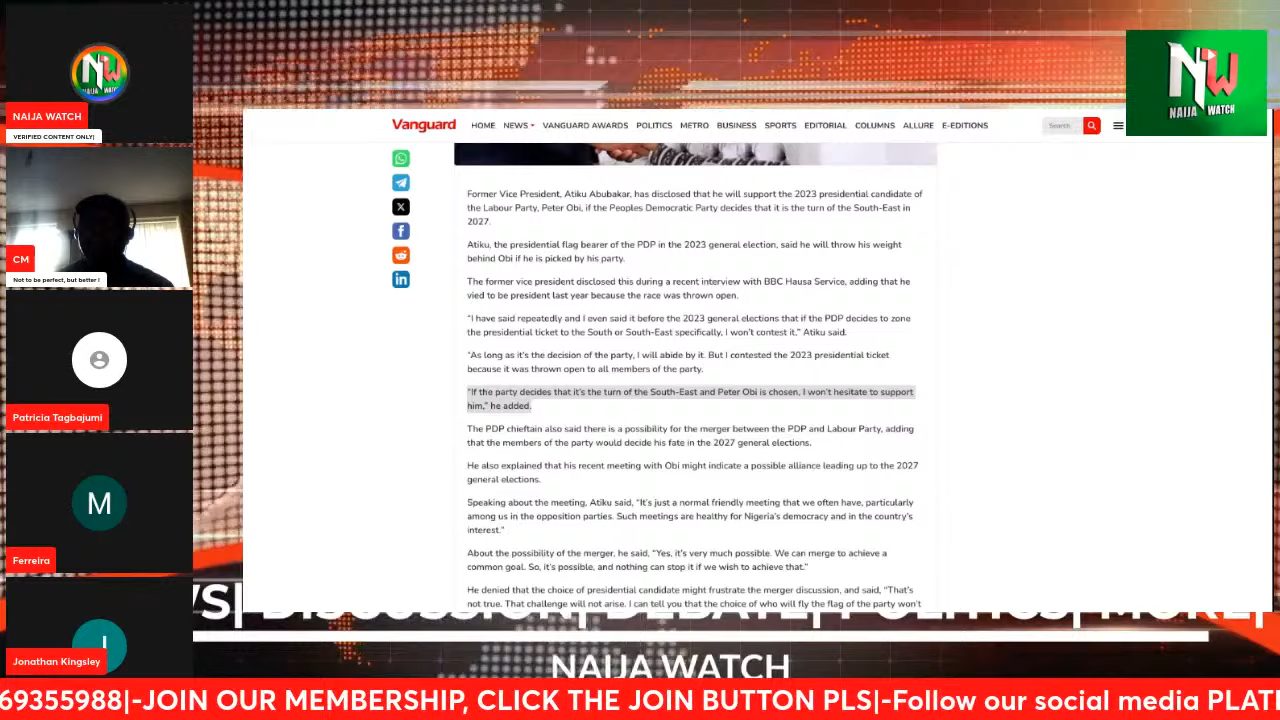 NAIJA WATCH
NAIJA WATCH
VERIFIED CONTENT ONLY|
CM
Not to be perfect, but better !
Patricia Tagbajumi
M
Ferreira
J
Jonathan Kingsley
Vanguard HOME NEWS VANGUARD AWARDS POLITICS METRO BUSINESS SPORTS EDITORIAL COLUMNS ALLURE E-EDITIONS Search
NW
NAIJA WATCH
Former Vice President, Atiku Abubakar, has disclosed that he will support the 2023 presidential candidate of
the Labour Party, Peter Obi, if the Peoples Democratic Party decides that it is the turn of the South-East in
2027.
Atiku, the presidential flag bearer of the PDP in the 2023 general election, said he will throw his weight
behind Obi if he is picked by his party.
The former vice president disclosed this during a recent interview with BBC Hausa Service, adding that he
vied to be president last year because the race was thrown open.
“I have said repeatedly and I even said it before the 2023 general elections that if the PDP decides to zone
the presidential ticket to the South or South-East specifically, I won’t contest it,” Atiku said.
“As long as it’s the decision of the party, I will abide by it. But I contested the 2023 presidential ticket
because it was thrown open to all members of the party.
“If the party decides that it’s the turn of the South-East and Peter Obi is chosen, I won’t hesitate to support
him,” he added.
The PDP chieftain also said there is a possibility for the merger between the PDP and Labour Party, adding
that the members of the party would decide his fate in the 2027 general elections.
He also explained that his recent meeting with Obi might indicate a possible alliance leading up to the 2027
general elections.
Speaking about the meeting, Atiku said, “It’s just a normal friendly meeting that we often have, particularly
among us in the opposition parties. Such meetings are healthy for Nigeria’s democracy and in the country’s
interest.”
About the possibility of the merger, he said, “Yes, it’s very much possible. We can merge to achieve a
common goal. So, it’s possible, and nothing can stop it if we wish to achieve that.”
He denied that the choice of presidential candidate might frustrate the merger discussion, and said, “That’s
not true. That challenge will not arise. I can tell you that the choice of who will fly the flag of the party won’t
WS| DISCUSSION| DEBATE| POLITICS| MORE|
NAIJA WATCH
69355988|-JOIN OUR MEMBERSHIP, CLICK THE JOIN BUTTON PLS|-Follow our social media PLAT